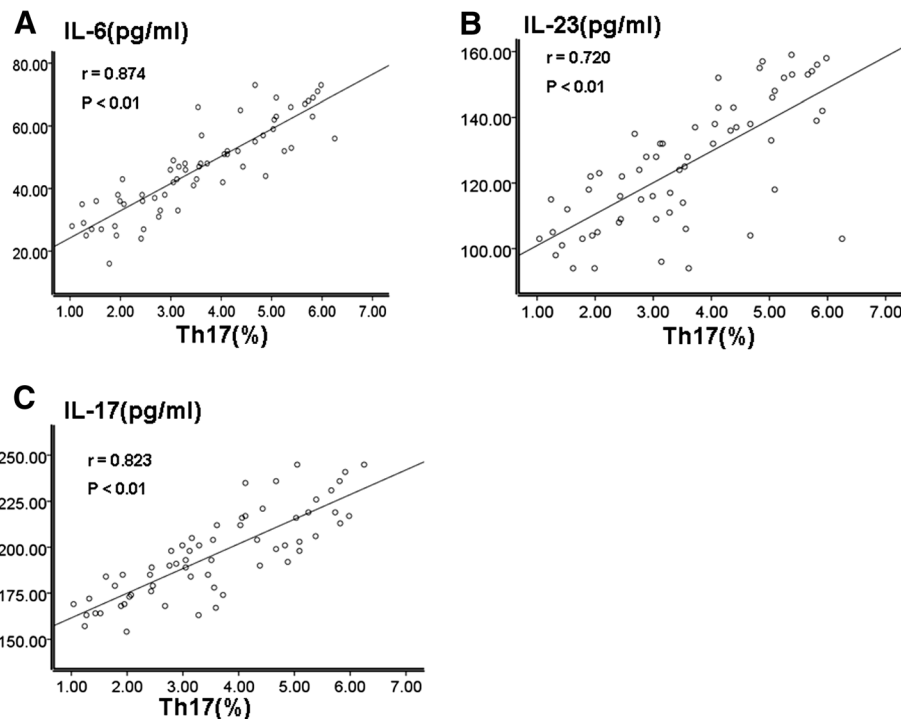 A
IL-6(pg/ml)
r = 0.874
P < 0.01
80.00
60.00
40.00
20.00
1.00 2.00 3.00 4.00 5.00 6.00 7.00
Th17(%)
B
IL-23(pg/ml)
r = 0.720
P < 0.01
160.00
140.00
120.00
100.00
1.00 2.00 3.00 4.00 5.00 6.00 7.00
Th17(%)
C
IL-17(pg/ml)
r = 0.823
P < 0.01
250.00
225.00
200.00
175.00
150.00
1.00 2.00 3.00 4.00 5.00 6.00 7.00
Th17(%)